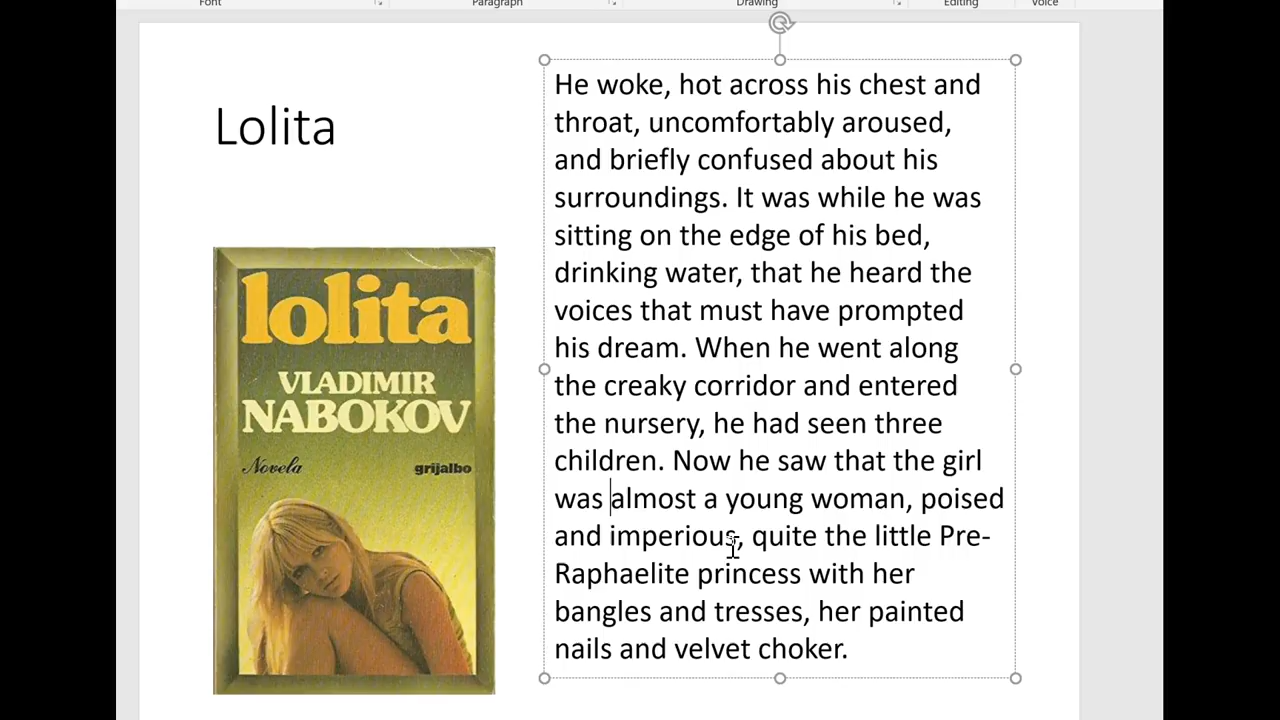 Font
Paragraph
Drawing
Editing
Voice
Lolita
lolita
VLADIMIR
NABOKOV
Novela
grijalbo
He woke, hot across his chest and
throat, uncomfortably aroused,
and briefly confused about his
surroundings. It was while he was
sitting on the edge of his bed,
drinking water, that he heard the
voices that must have prompted
his dream. When he went along
the creaky corridor and entered
the nursery, he had seen three
children. Now he saw that the girl
was almost a young woman, poised
and imperious, quite the little Pre-
Raphaelite princess with her
bangles and tresses, her painted
nails and velvet choker.